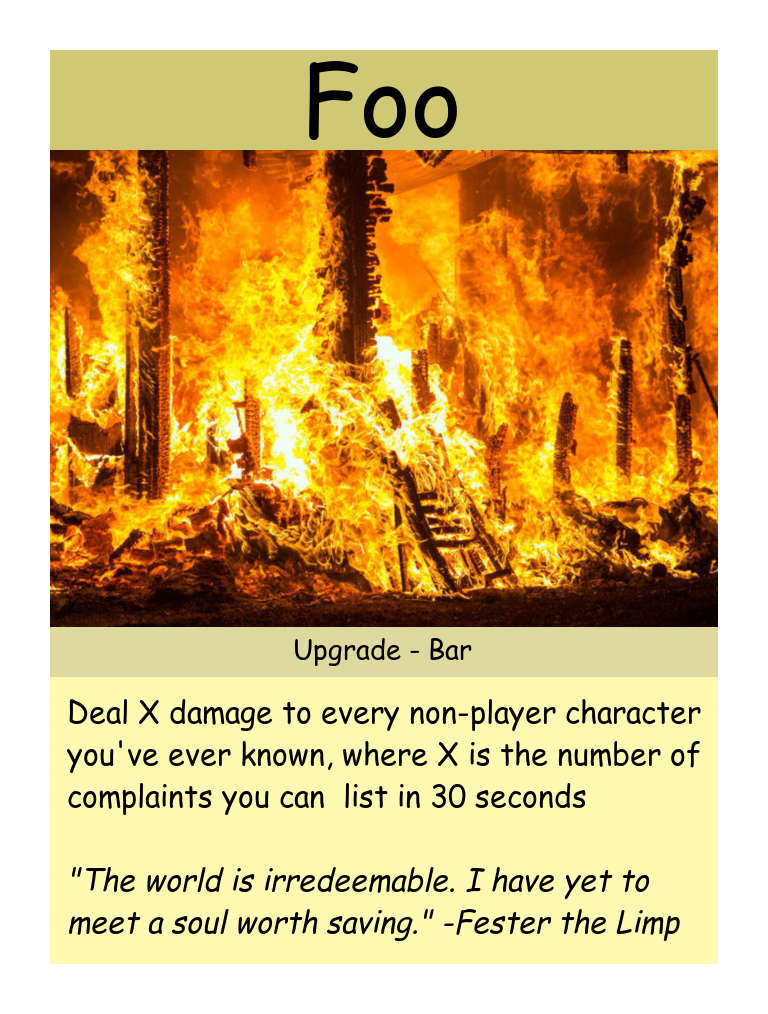 Foo
Upgrade - Bar
Deal X damage to every non-player character
you've ever known, where X is the number of
complaints you can  list in 30 seconds
"The world is irredeemable. I have yet to
meet a soul worth saving." -Fester the Limp